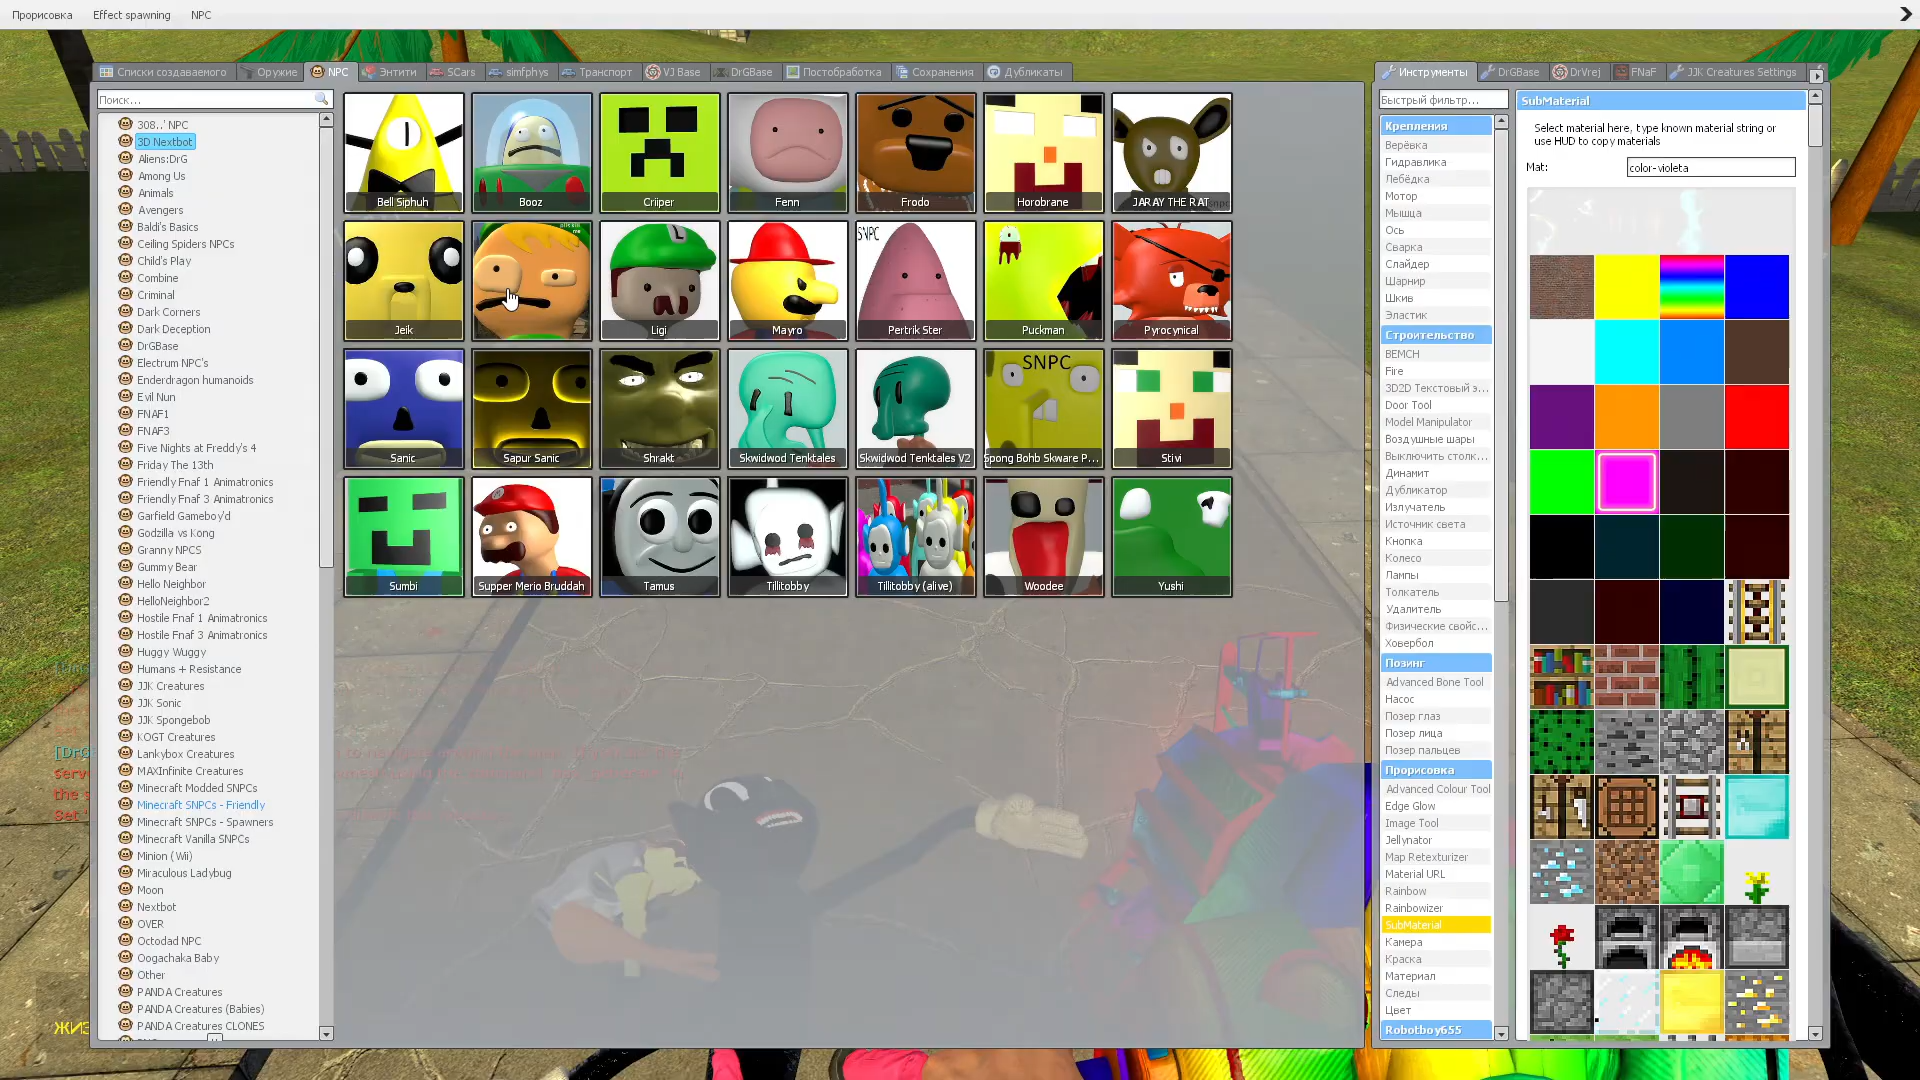 Прорисовка Effect spawning NPC
Списки создаваемого Оружие NPC Энтити SCars simfphys Транспорт VJ Base DrGBase Постобработка Сохранения Дубликаты
Поиск...
308..' NPC
3D Nextbot
Aliens:DrG
Among Us
Animals
Avengers
Baldi's Basics
Ceiling Spiders NPCs
Child's Play
Combine
Criminal
Dark Corners
Dark Deception
DrGBase
Electrum NPC's
Enderdragon humanoids
Evil Nun
FNAF1
FNAF3
Five Nights at Freddy's 4
Friday The 13th
Friendly Fnaf 1 Animatronics
Friendly Fnaf 3 Animatronics
Garfield Gameboy'd
Godzilla vs Kong
Granny NPCS
Gummy Bear
Hello Neighbor
HelloNeighbor2
Hostile Fnaf 1 Animatronics
Hostile Fnaf 3 Animatronics
Huggy Wuggy
Humans + Resistance
JJK Creatures
JJK Sonic
JJK Spongebob
KOGT Creatures
Lankybox Creatures
MAXInfinite Creatures
Minecraft Modded SNPCs
Minecraft SNPCs - Friendly
Minecraft SNPCs - Spawners
Minecraft Vanilla SNPCs
Minion (Wii)
Miraculous Ladybug
Moon
Nextbot
OVER
Octodad NPC
Oogachaka Baby
Other
PANDA Creatures
PANDA Creatures (Babies)
PANDA Creatures CLONES
Bell Siphuh Booz Criiper Fenn Frodo Horobrane JARAY THE RAT
SNPC
Jeik Ligi Mayro Pertrik Ster Puckman Pyrocynical
SNPC
Sanic Sapur Sanic Shrakt Skwidwod Tenktales Skwidwod Tenktales V2 Spong Bohb Skware P... Stivi
Sumbi Supper Merio Bruddah Tamus Tillitobby Tillitobby (alive) Woodee Yushi
Инструменты DrGBase DrVrej FNaF JJK Creatures Settings
Быстрый фильтр...
Крепления
Верёвка
Гидравлика
Лебёдка
Мотор
Мышца
Ось
Сварка
Слайдер
Шарнир
Шкив
Эластик
Строительство
BEMCH
Fire
3D2D Текстовый э...
Door Tool
Model Manipulator
Воздушные шары
Выключить столк...
Динамит
Дубликатор
Излучатель
Источник света
Кнопка
Колесо
Лампы
Толкатель
Удалитель
Физические свойс...
Ховербол
Позинг
Advanced Bone Tool
Насос
Позер глаз
Позер лица
Позер пальцев
Прорисовка
Advanced Colour Tool
Edge Glow
Image Tool
Jellynator
Map Retexturizer
Material URL
Rainbow
Rainbowizer
SubMaterial
Камера
Краска
Материал
Следы
Цвет
Robotboy655
SubMaterial
Select material here, type known material string or
use HUD to copy materials
Mat: color-violeta